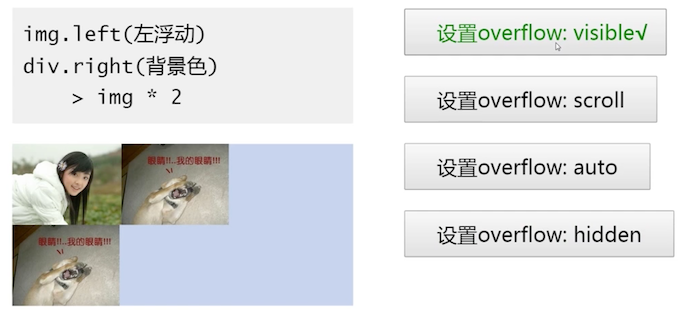 img.left(左浮动)
div.right(背景色)
> img * 2
设置overflow: visible√
设置overflow: scroll
设置overflow: auto
设置overflow: hidden
眼睛!!..我的眼睛!!!
眼睛!!..我的眼睛!!!